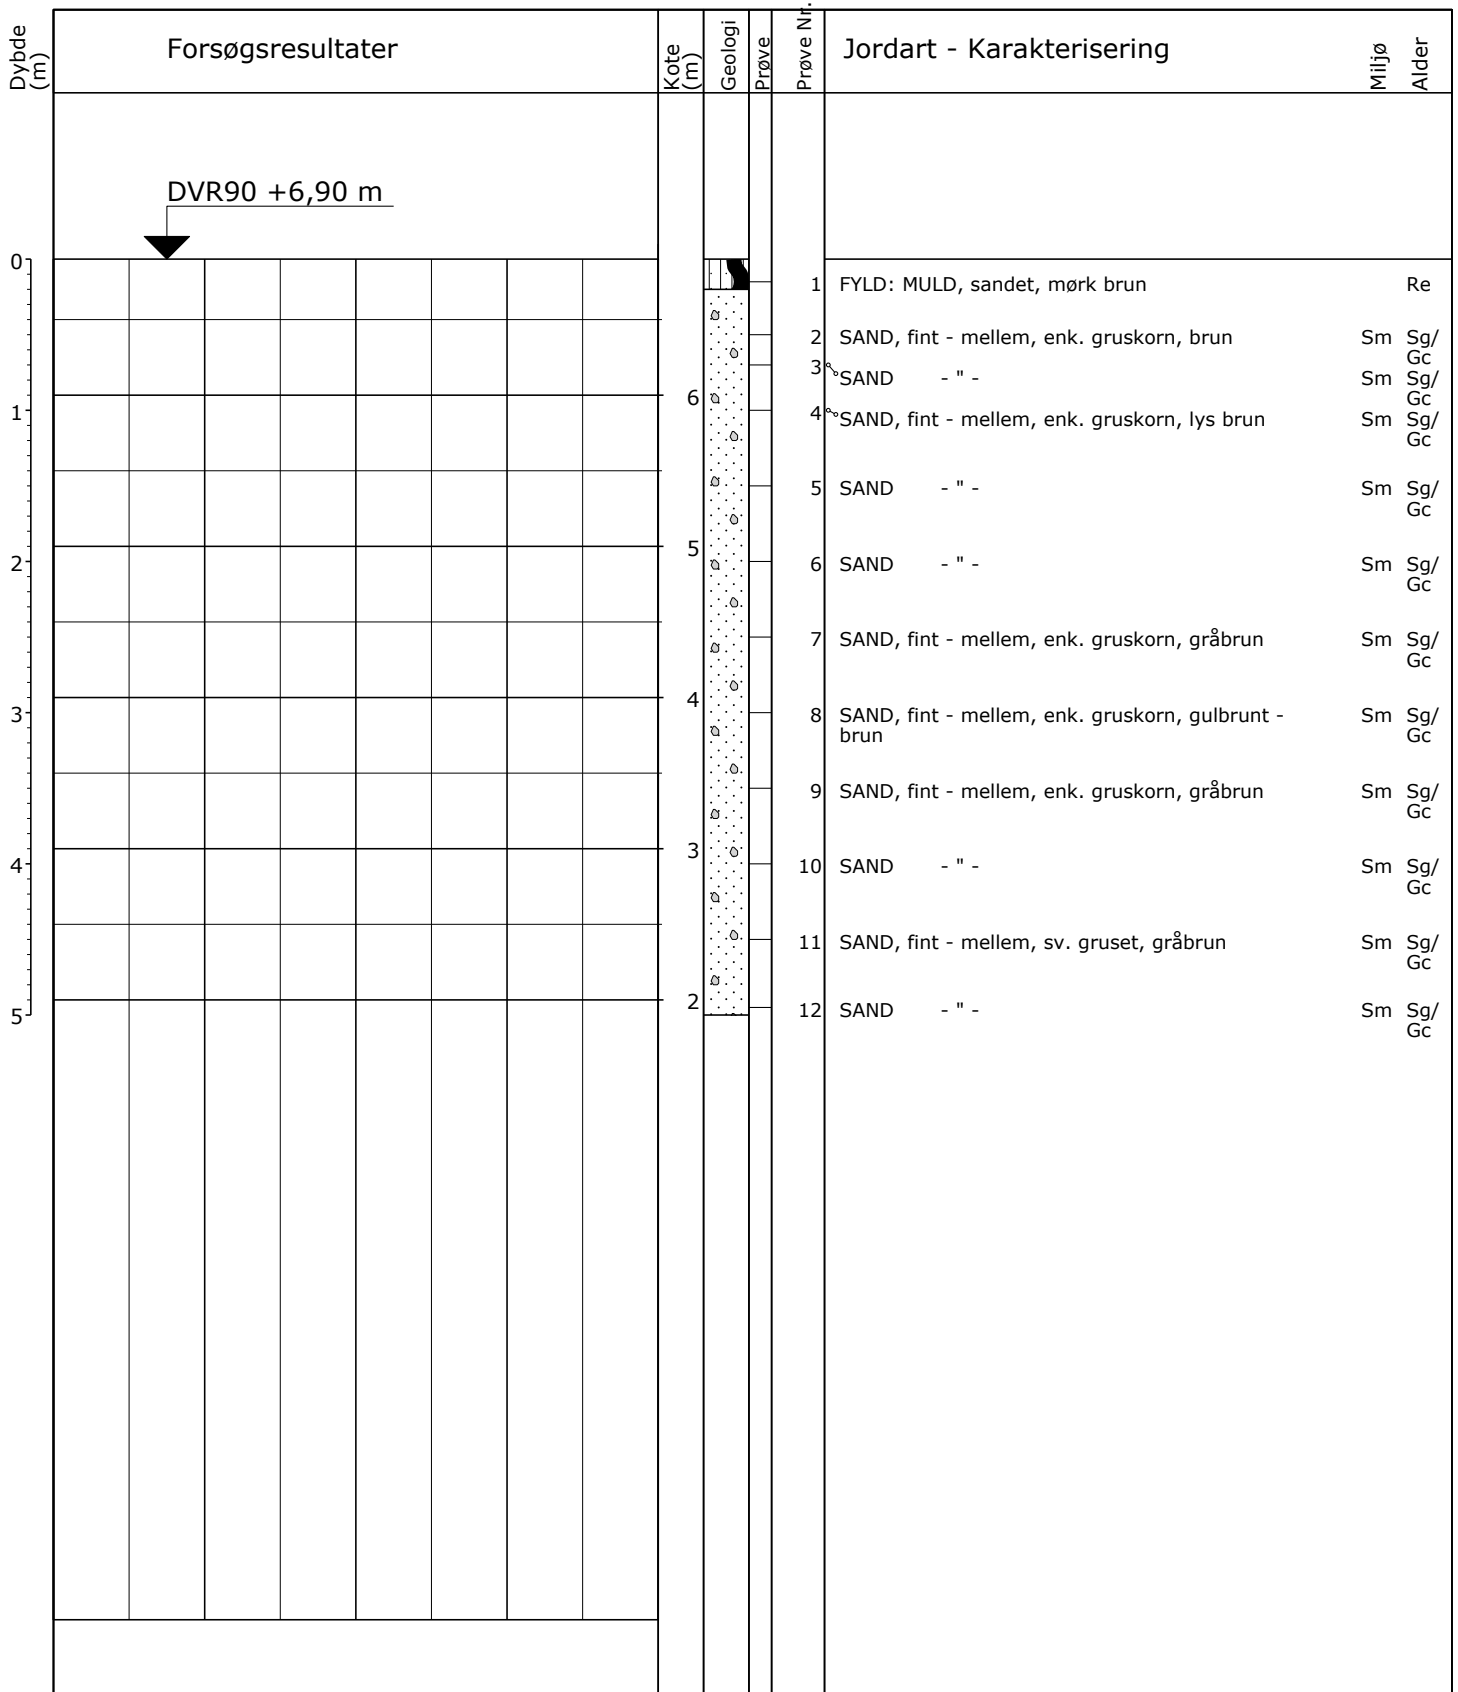 Dybde
(m)
Forsøgsresultater
Kote
(m)
Geologi
Prøve
Prøve Nr.
Jordart - Karakterisering
Miljø
Alder
DVR90 +6,90 m
0
1 FYLD: MULD, sandet, mørk brun Re
2 SAND, fint - mellem, enk. gruskorn, brun Sm Sg/
Gc
3 SAND - " - Sm Sg/
Gc
6
1
4 SAND, fint - mellem, enk. gruskorn, lys brun Sm Sg/
Gc
5 SAND - " - Sm Sg/
Gc
5
2
6 SAND - " - Sm Sg/
Gc
7 SAND, fint - mellem, enk. gruskorn, gråbrun Sm Sg/
Gc
4
3
8 SAND, fint - mellem, enk. gruskorn, gulbrunt - Sm Sg/
brun Gc
9 SAND, fint - mellem, enk. gruskorn, gråbrun Sm Sg/
Gc
3
4
10 SAND - " - Sm Sg/
Gc
11 SAND, fint - mellem, sv. gruset, gråbrun Sm Sg/
Gc
2
5
12 SAND - " - Sm Sg/
Gc